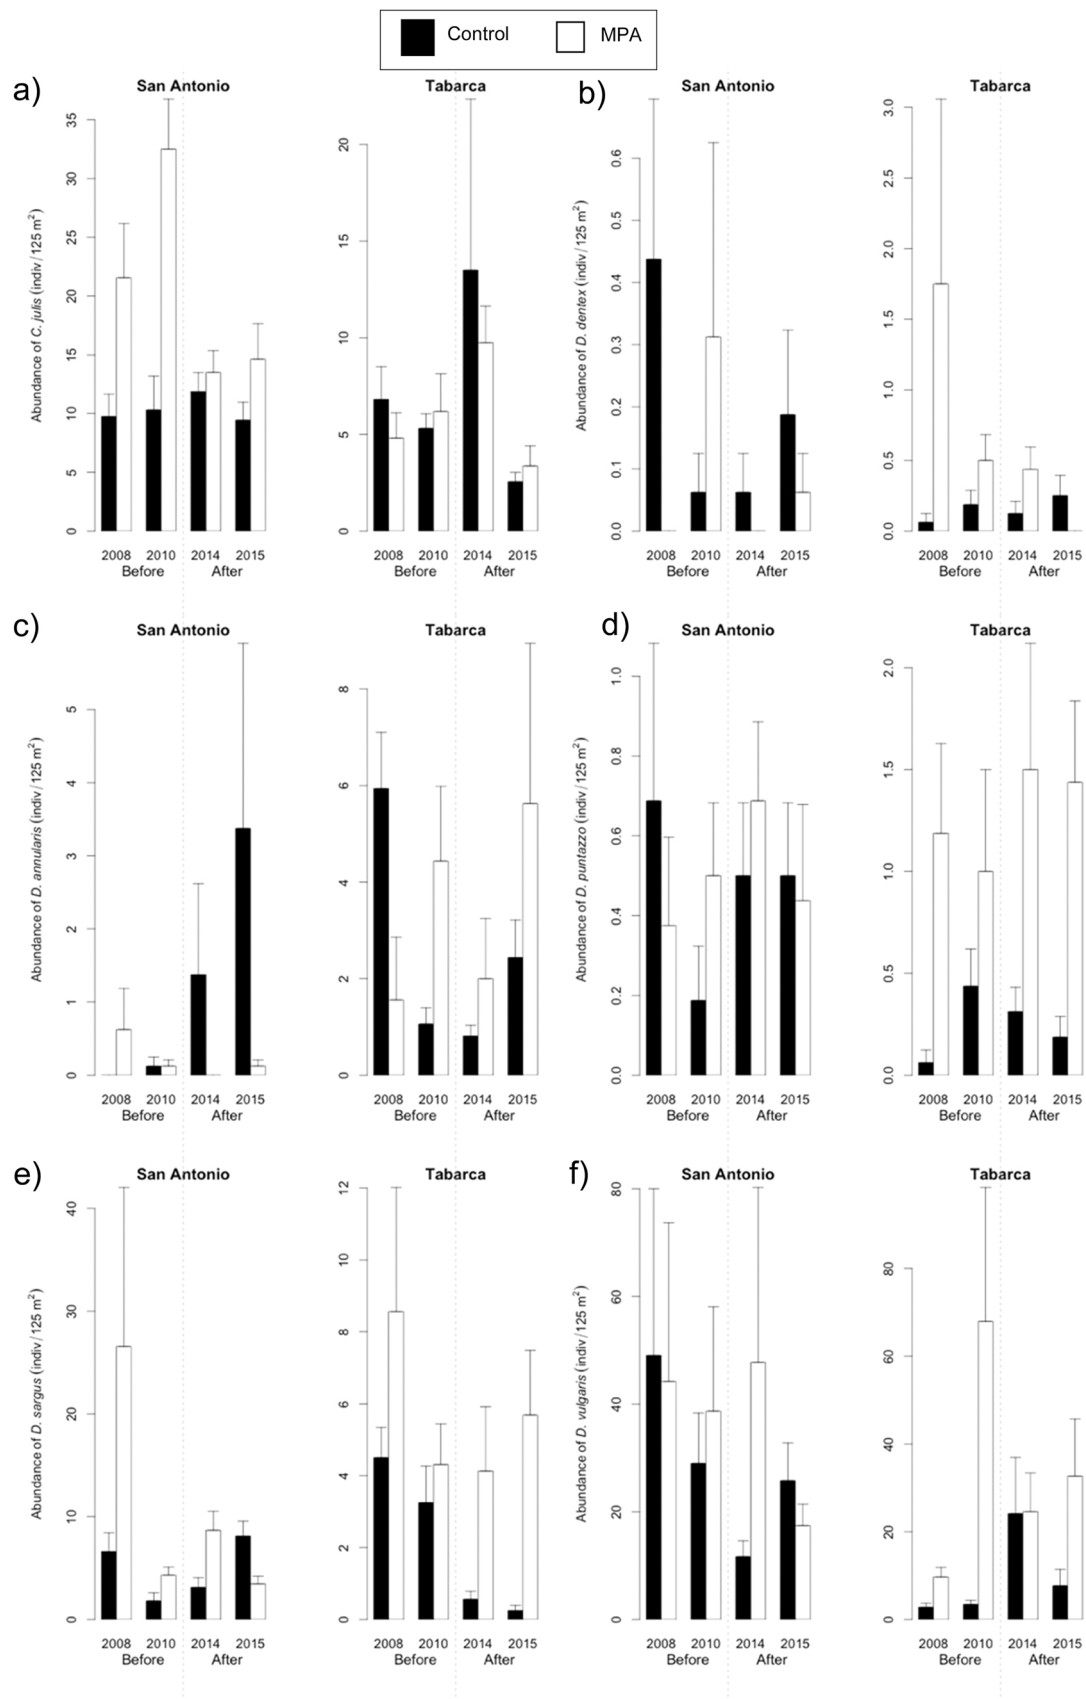 Control MPA
a) San Antonio Tabarca b) San Antonio Tabarca
Abundance of C. julis (indiv / 125 m²)
0 5 10 15 20 25 30 35
0 5 10 15 20
Abundance of D. dentex (indiv / 125 m²)
0.0 0.1 0.2 0.3 0.4 0.5 0.6
0.0 0.5 1.0 1.5 2.0 2.5 3.0
2008 2010 2014 2015 2008 2010 2014 2015 2008 2010 2014 2015 2008 2010 2014 2015
Before After Before After Before After Before After
c) San Antonio Tabarca d) San Antonio Tabarca
Abundance of D. annularis (indiv / 125 m²)
0 1 2 3 4 5
0 2 4 6 8
Abundance of D. puntazzo (indiv / 125 m²)
0.0 0.2 0.4 0.6 0.8 1.0
0.0 0.5 1.0 1.5 2.0
2008 2010 2014 2015 2008 2010 2014 2015 2008 2010 2014 2015 2008 2010 2014 2015
Before After Before After Before After Before After
e) San Antonio Tabarca f) San Antonio Tabarca
Abundance of D. sargus (indiv / 125 m²)
0 10 20 30 40
0 2 4 6 8 10 12
Abundance of D. vulgaris (indiv / 125 m²)
0 20 40 60 80
0 20 40 60 80
2008 2010 2014 2015 2008 2010 2014 2015 2008 2010 2014 2015 2008 2010 2014 2015
Before After Before After Before After Before After